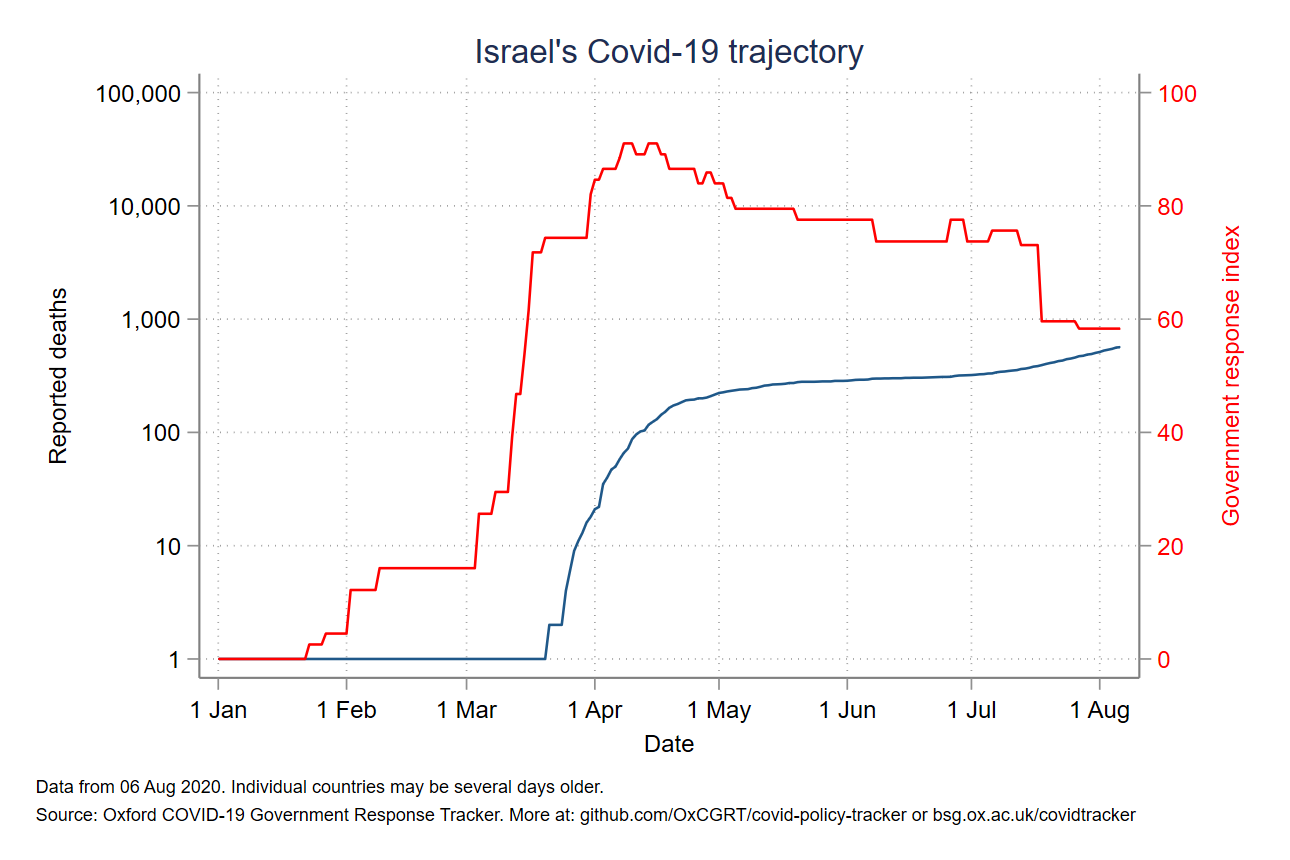 Israel's Covid-19 trajectory
100,000
10,000
1,000
100
10
1
Reported deaths
100
80
60
40
20
0
Government response index
1 Jan 1 Feb 1 Mar 1 Apr 1 May 1 Jun 1 Jul 1 Aug
Date
Data from 06 Aug 2020. Individual countries may be several days older.
Source: Oxford COVID-19 Government Response Tracker. More at: github.com/OxCGRT/covid-policy-tracker or bsg.ox.ac.uk/covidtracker